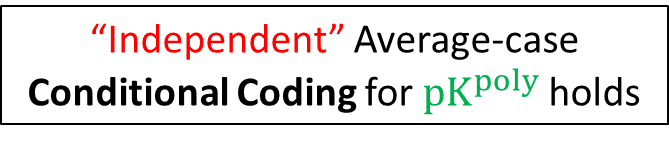 “Independent” Average-case
Conditional Coding for pK^poly holds